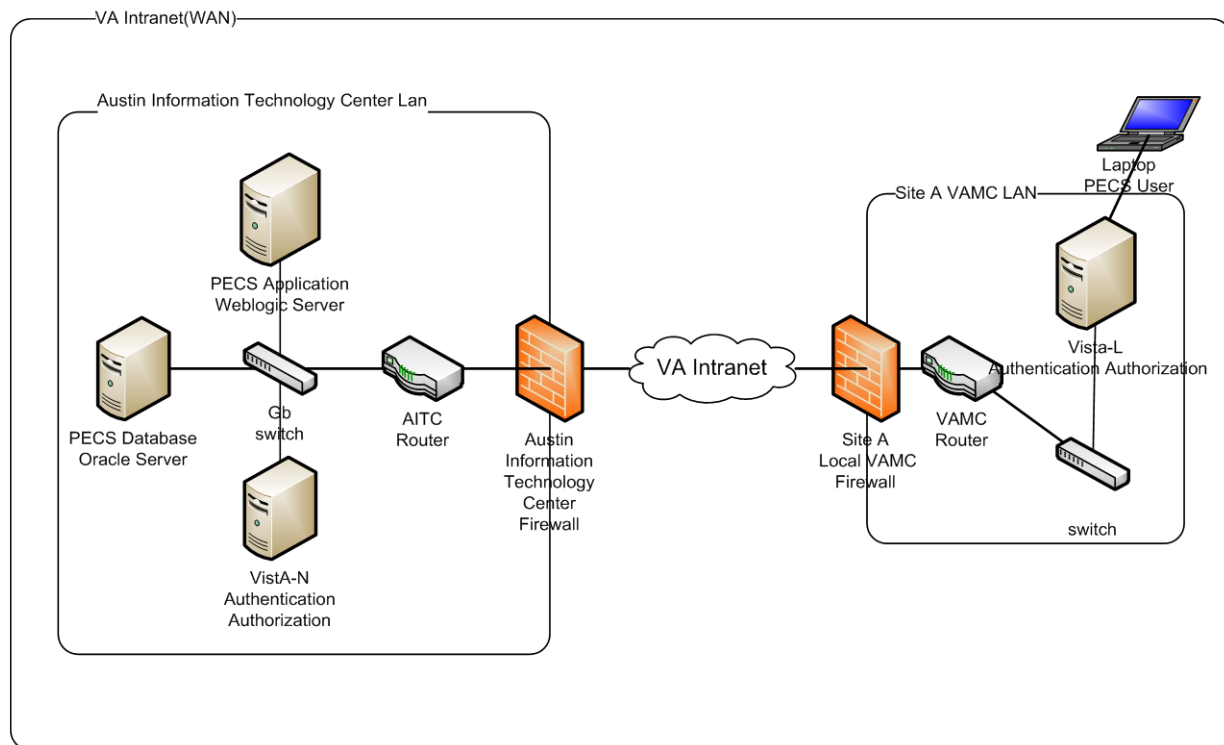 VA Intranet(WAN)
Austin Information Technology Center Lan
Laptop
PECS User
Site A VAMC LAN
PECS Application
Weblogic Server
VA Intranet
Vista-L
Authentication Authorization
Gb
switch
PECS Database
Oracle Server
AITC
Router
Austin
Information
Technology
Center
Firewall
Site A
Local VAMC
Firewall
VAMC
Router
switch
VistA-N
Authentication
Authorization